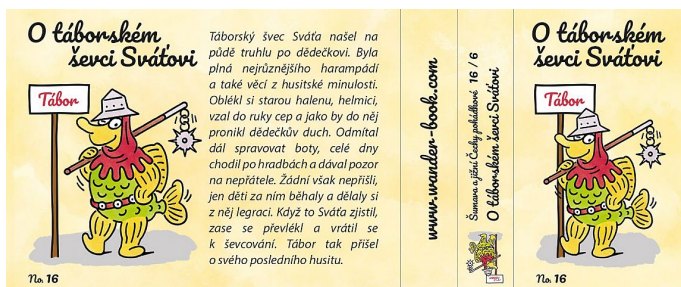 O táborském
ševci Sváťovi
Tábor
No. 16
Táborský švec Sváťa našel na
půdě truhlu po dědečkovi. Byla
plná nejrůznějšího harampádí
a také věcí z husitské minulosti.
Oblékl si starou halenu, helmici,
vzal do ruky cep a jako by do něj
pronikl dědečkův duch. Odmítal
dál spravovat boty, celé dny
chodil po hradbách a dával pozor
na nepřátele. Žádní však nepřišli,
jen děti za ním běhaly a dělaly si
z něj legraci. Když to Sváťa zjistil,
zase se převlékl a vrátil se
k ševcování. Tábor tak přišel
o svého posledního husitu.
www.wander-book.com
Šumava a jižní Čechy pohádkové 16 / 6
O táborském ševci Sváťovi
O táborském
ševci Sváťovi
Tábor
No. 16